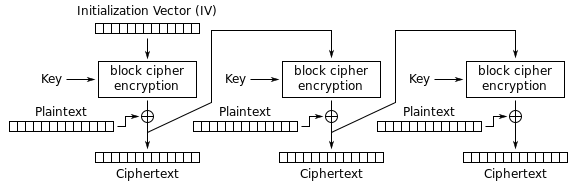 Initialization Vector (IV)
block cipher
encryption
block cipher
encryption
block cipher
encryption
Key
Key
Key
Plaintext
Plaintext
Plaintext
Ciphertext
Ciphertext
Ciphertext